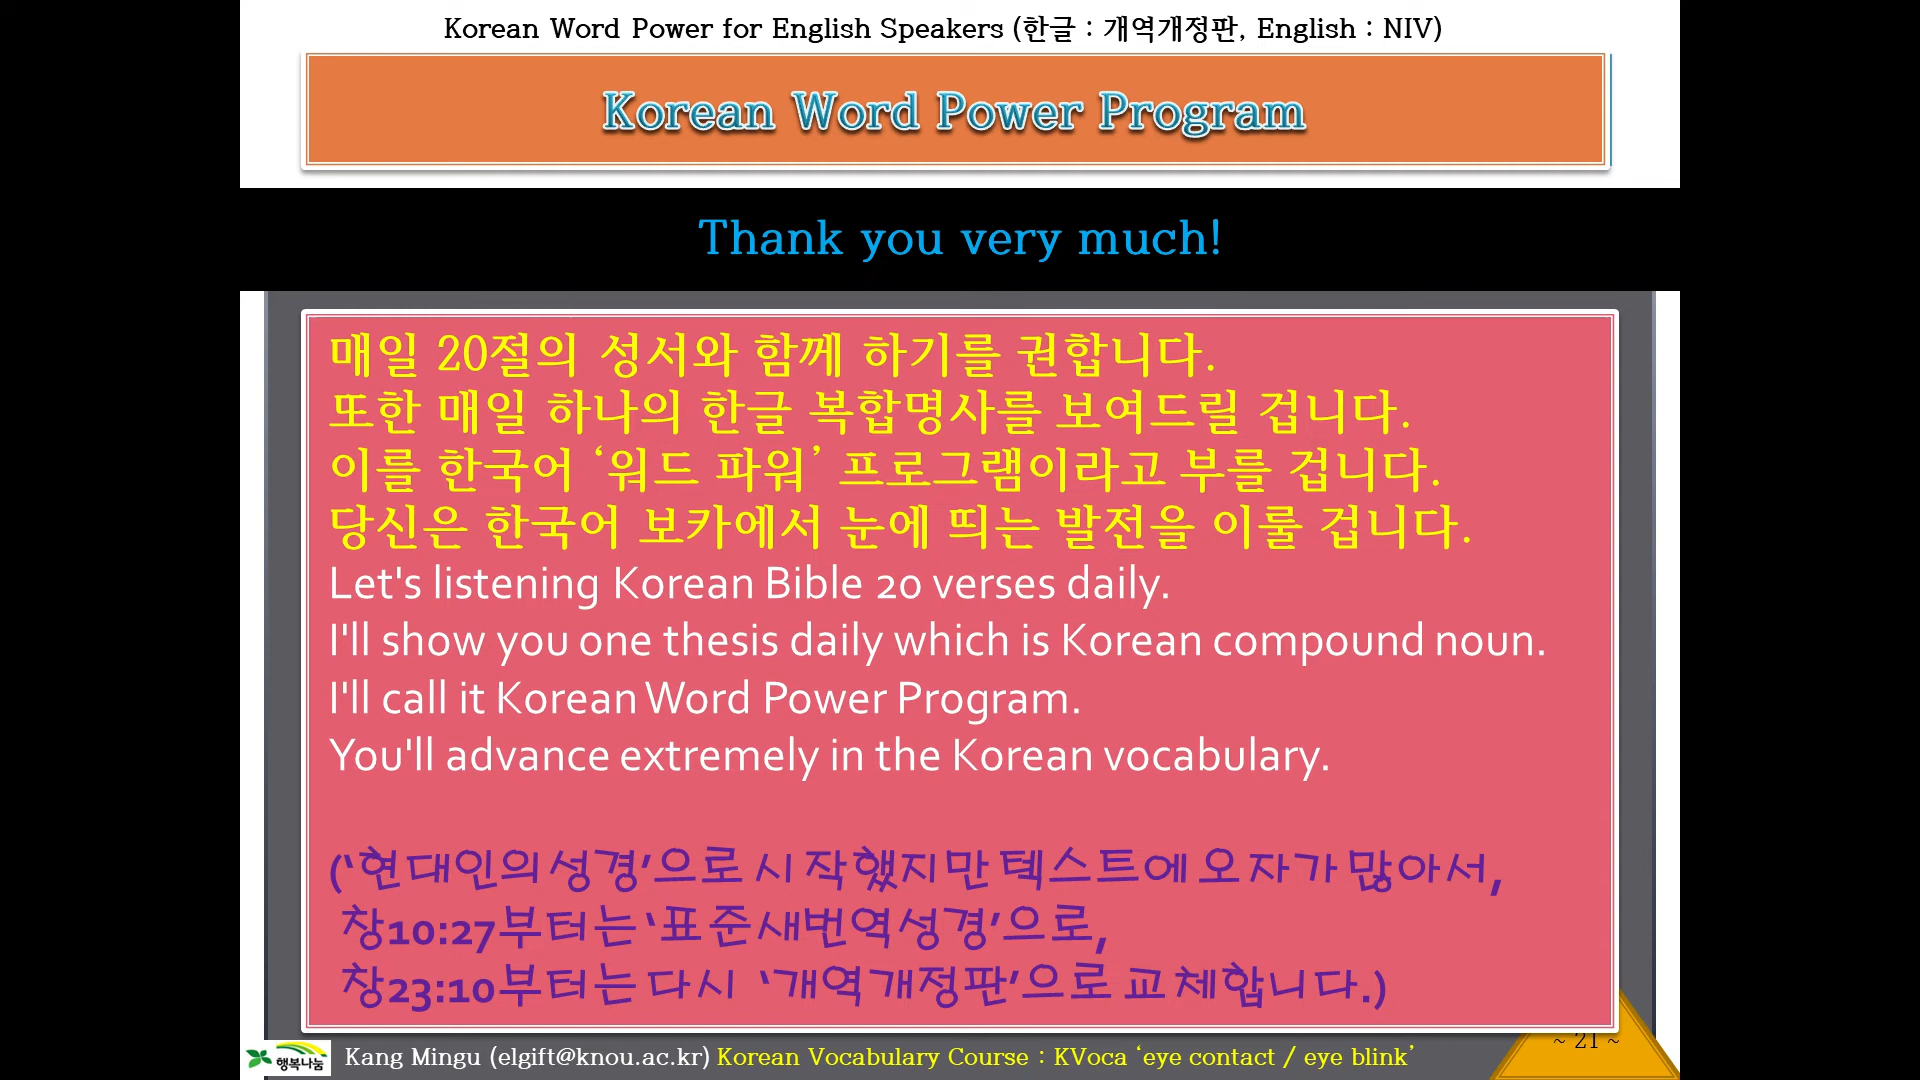 Korean Word Power for English Speakers (한글 : 개역개정판, English : NIV)
Korean Word Power Program
Thank you very much!
매일 20절의 성서와 함께 하기를 권합니다.
또한 매일 하나의 한글 복합명사를 보여드릴 겁니다.
이를 한국어 ‘워드 파워’ 프로그램이라고 부를 겁니다.
당신은 한국어 보카에서 눈에 띄는 발전을 이룰 겁니다.
Let's listening Korean Bible 20 verses daily.
I'll show you one thesis daily which is Korean compound noun.
I'll call it Korean Word Power Program.
You'll advance extremely in the Korean vocabulary.
(‘현대인의성경’으로 시작했지만 텍스트에 오자가 많아서,
창10:27부터는 ‘표준새번역성경’으로,
창23:10부터는 다시 ‘개역개정판’으로 교체합니다.)
행복나눔 Kang Mingu (elgift@knou.ac.kr) Korean Vocabulary Course : KVoca ‘eye contact / eye blink’
~ 21 ~